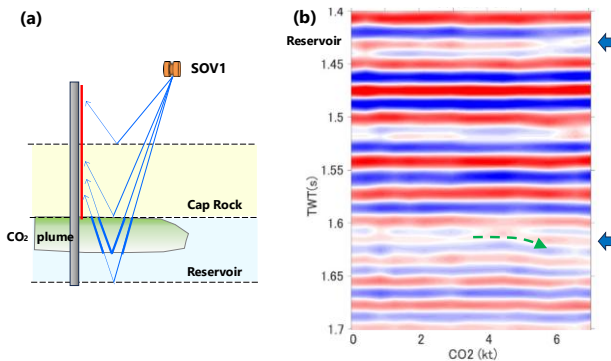 (a)
SOV1
Cap Rock
CO₂ plume
Reservoir
(b)
Reservoir
1.4
1.45
1.5
1.55
1.6
1.65
1.7
TWT(s)
0 2 4 6
CO2 (kt)